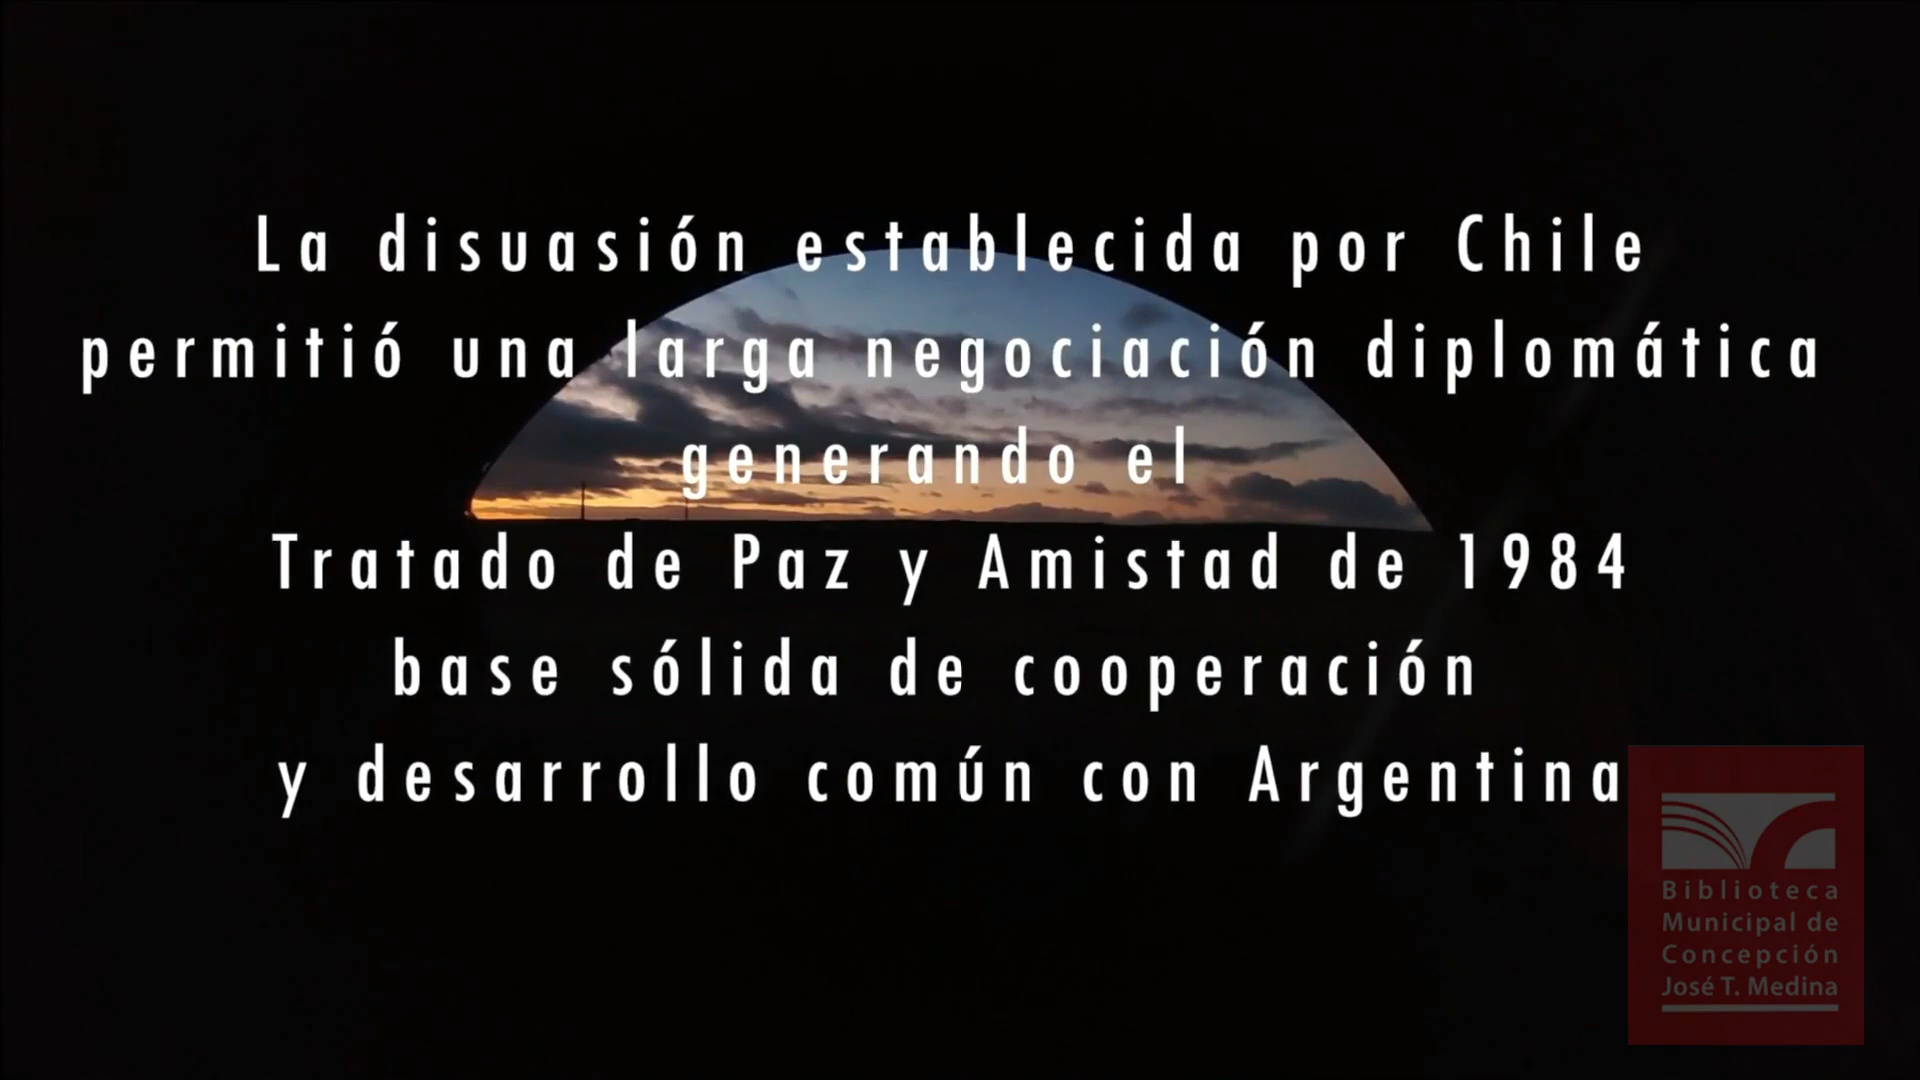 La disuasión establecida por Chile
permitió una larga negociación diplomática
generando el
Tratado de Paz y Amistad de 1984
base sólida de cooperación
y desarrollo común con Argentina
Biblioteca
Municipal de
Concepción
José T. Medina